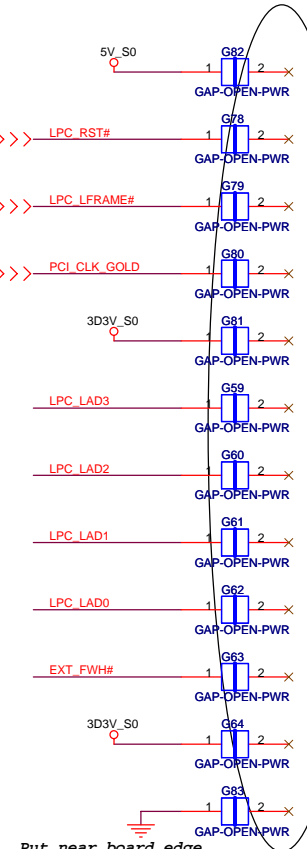 5V_S0 G82
1 2
GAP-OPEN-PWR
LPC_RST# G78
1 2
GAP-OPEN-PWR
LPC_LFRAME# G79
1 2
GAP-OPEN-PWR
PCI_CLK_GOLD G80
1 2
GAP-OPEN-PWR
3D3V_S0 G81
1 2
GAP-OPEN-PWR
LPC_LAD3 G59
1 2
GAP-OPEN-PWR
LPC_LAD2 G60
1 2
GAP-OPEN-PWR
LPC_LAD1 G61
1 2
GAP-OPEN-PWR
LPC_LAD0 G62
1 2
GAP-OPEN-PWR
EXT_FWH# G63
1 2
GAP-OPEN-PWR
3D3V_S0 G64
1 2
GAP-OPEN-PWR
G83
1 2
GAP-OPEN-PWR
Put near board edge